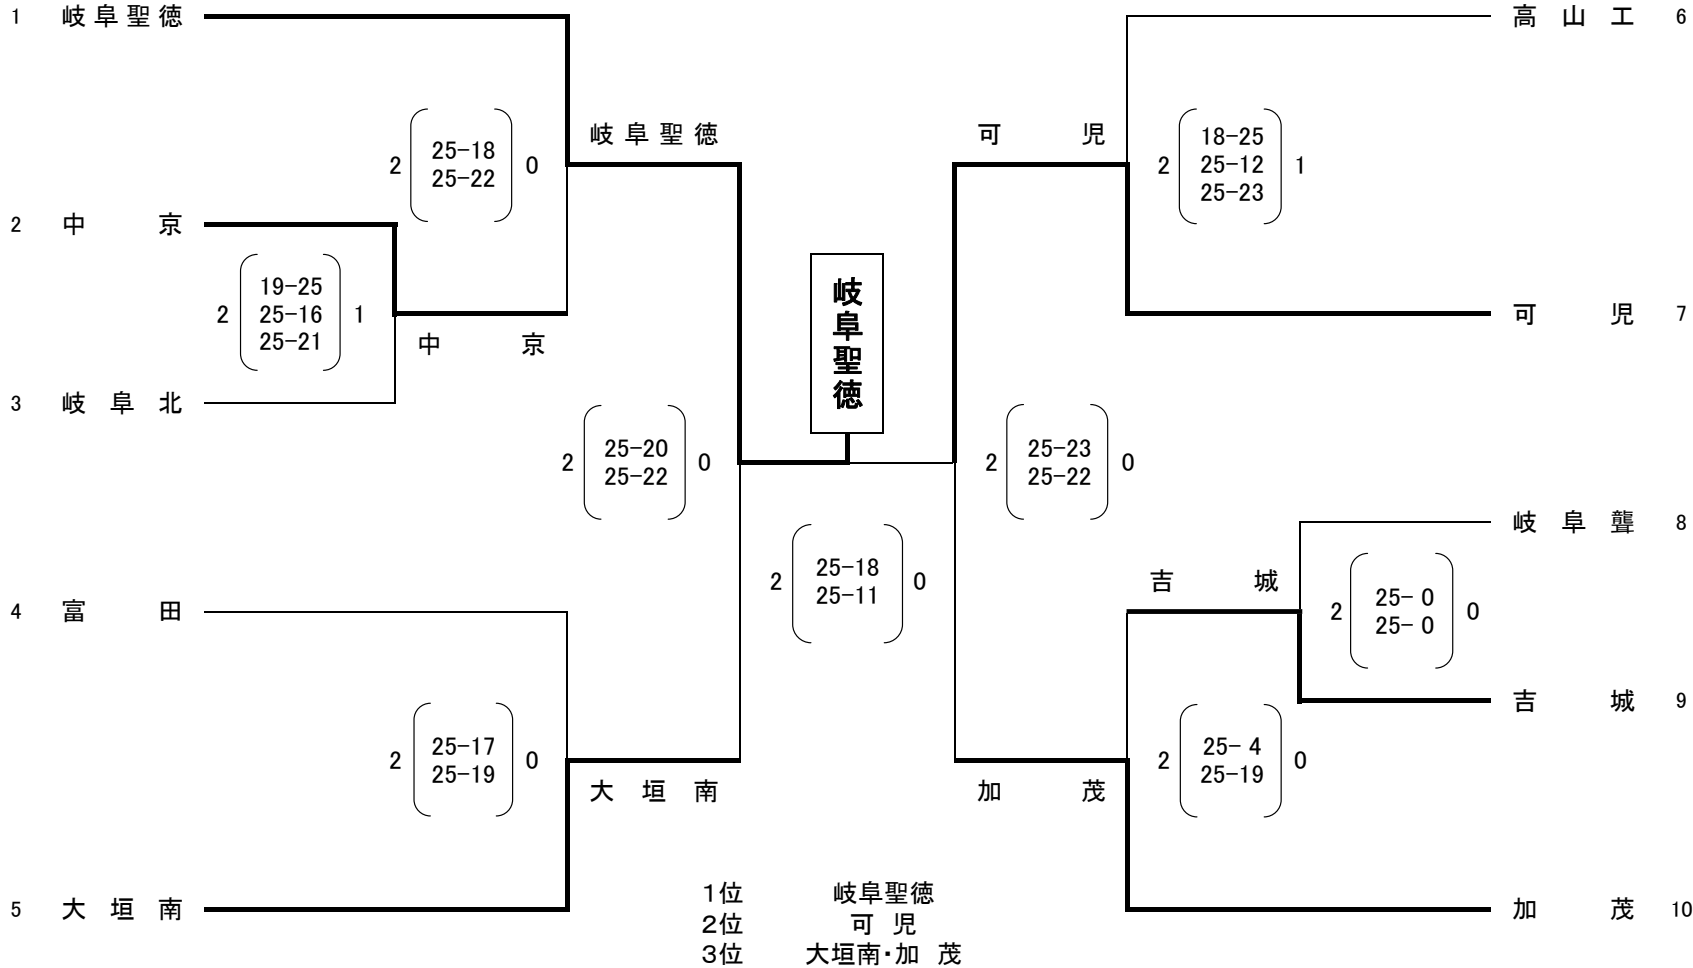 1 岐阜聖徳
高山工 6
岐阜聖徳
可児
2 25-18 0
25-22
2 18-25 1
25-12
25-23
2 中京
2 19-25 1
25-16
25-21
中京
岐阜聖徳
可児 7
3 岐阜北
2 25-20 0
25-22
2 25-23 0
25-22
岐阜聾 8
2 25-18 0
25-11
吉城
2 25- 0 0
25- 0
4 富田
吉城 9
2 25-17 0
25-19
大垣南
加茂
2 25- 4 0
25-19
5 大垣南
加茂 10
1位 岐阜聖徳
2位 可 児
3位 大垣南・加 茂